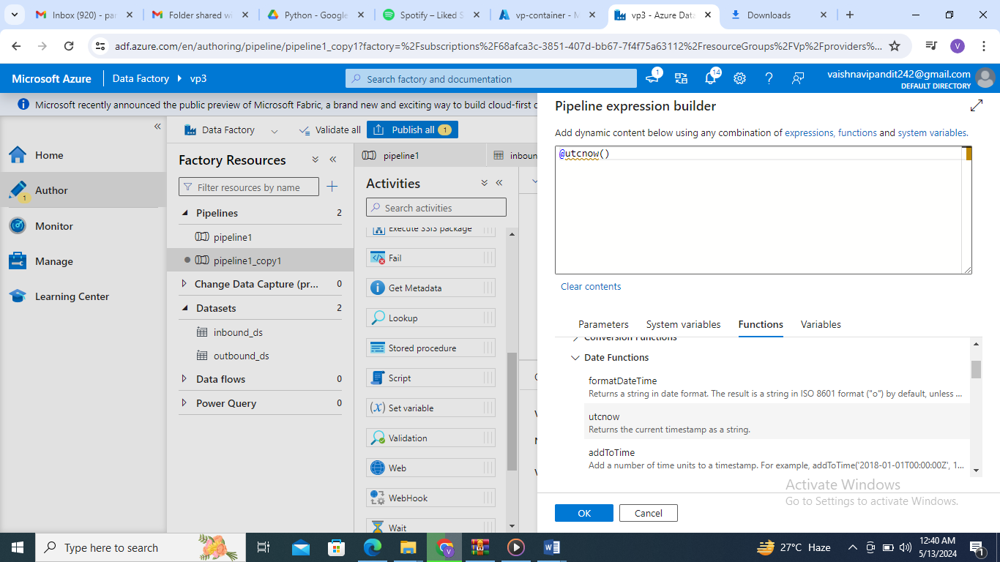 Inbox (920) - pa
Folder shared wi
Python - Google
Spotify – Liked S
vp-container - M
vp3 - Azure Data
Downloads
adf.azure.com/en/authoring/pipeline/pipeline1_copy1?factory=%2Fsubscriptions%2F68afca3c-3851-407d-bb67-7f4f75a63112%2FresourceGroups%2FVp%2Fproviders%...
V
Microsoft Azure
Data Factory
vp3
Search factory and documentation
1
14
vaishnavipandit242@gmail.com
DEFAULT DIRECTORY
Microsoft recently announced the public preview of Microsoft Fabric, a brand new and exciting way to build cloud-first
Home
Author
1
Monitor
Manage
Learning Center
Data Factory
Validate all
Publish all
1
Factory Resources
Filter resources by name
Pipelines
2
pipeline1
pipeline1_copy1
Change Data Capture (pr...
0
Datasets
2
inbound_ds
outbound_ds
Data flows
0
Power Query
0
pipeline1
inboun
Activities
Search activities
Execute SSIS package
Fail
Get Metadata
Lookup
Stored procedure
Script
(x) Set variable
Validation
Web
WebHook
Wait
Pipeline expression builder
Add dynamic content below using any combination of expressions, functions and system variables.
@utcnow()
Clear contents
Parameters
System variables
Functions
Variables
Conversion Functions
Date Functions
formatDateTime
Returns a string in date format. The result is a string in ISO 8601 format ("o") by default, unless ...
utcnow
Returns the current timestamp as a string.
addToTime
Add a number of time units to a timestamp. For example, addToTime('2018-01-01T00:00:00Z', 1...
Activate Windows
Go to Settings to activate Windows.
OK
Cancel
Type here to search
27°C Haze
12:40 AM
5/13/2024
1